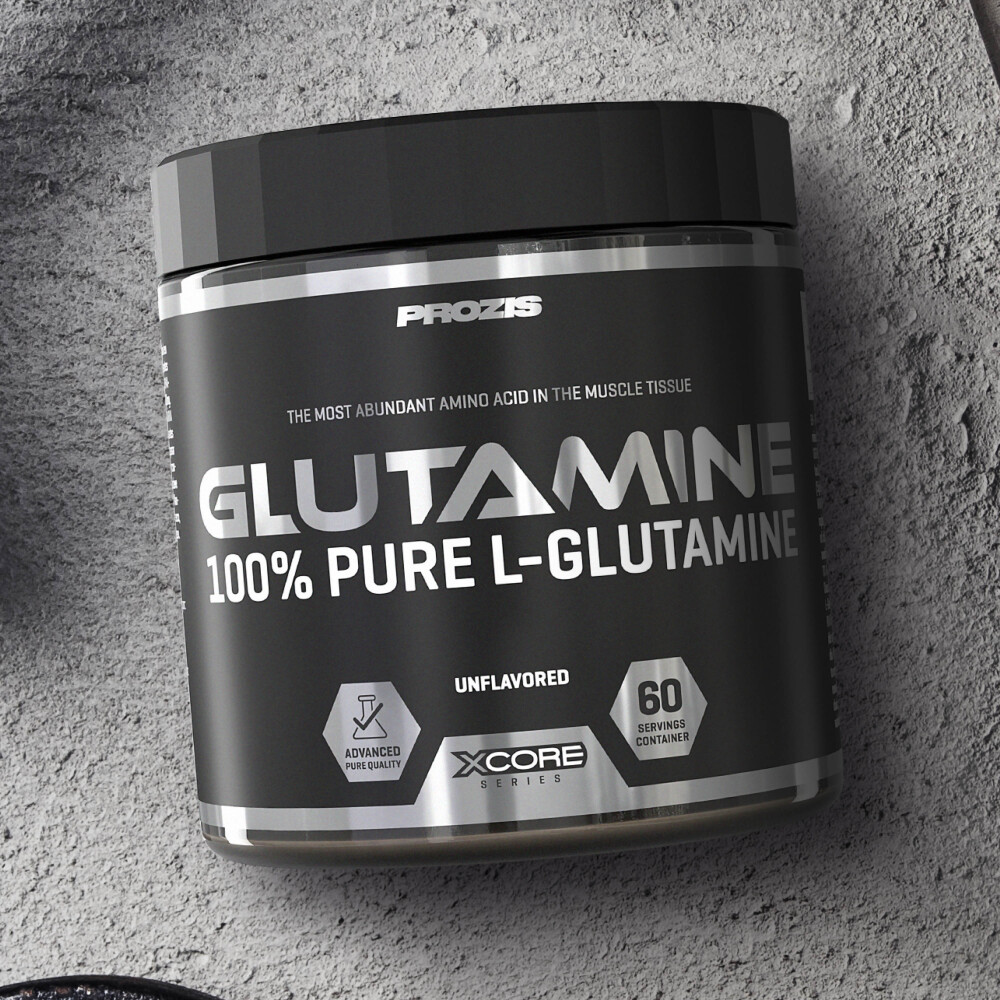 PROZIS
THE MOST ABUNDANT AMINO ACID IN THE MUSCLE TISSUE
GLUTAMINE
100% PURE L-GLUTAMINE
UNFLAVORED
ADVANCED
PURE QUALITY
60
SERVINGS
CONTAINER
XCORE
SERIES